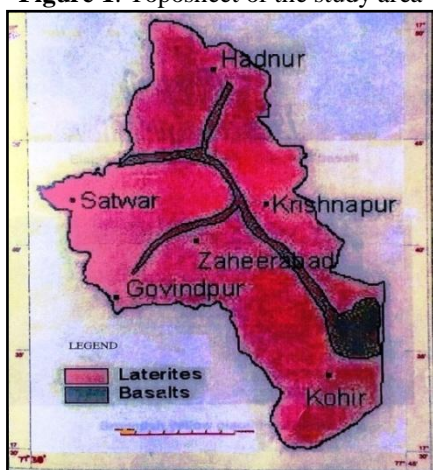 Figure 1: Toposheet of the study area
Hadnur
Satwar
Krishnapur
Zaheerabad
Govindpur
LEGEND
Laterites
Basalts
Kohir